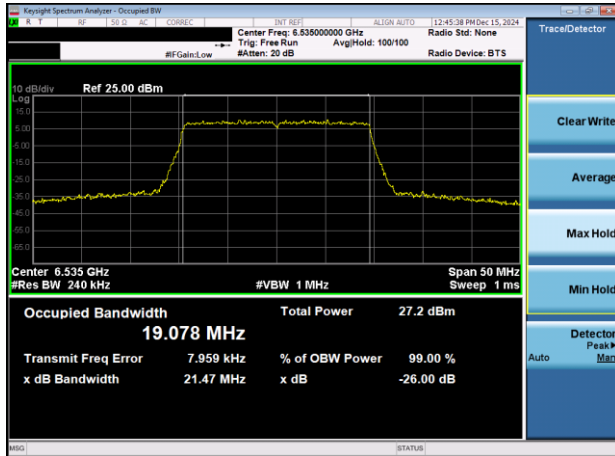 Keysight Spectrum Analyzer - Occupied BW
R T RF 50 Ω AC CORREC INT REF ALIGN AUTO 12:45:38 PM Dec 15, 2024
Center Freq: 6.535000000 GHz Radio Std: None
Trig: Free Run Avg|Hold: 100/100
#IFGain:Low #Atten: 20 dB Radio Device: BTS
Trace/Detector
10 dB/div Ref 25.00 dBm
Log
15.0
5.00
-5.00
-15.0
-25.0
-35.0
-45.0
-55.0
-65.0
Center 6.535 GHz Span 50 MHz
#Res BW 240 kHz #VBW 1 MHz Sweep 1 ms
Occupied Bandwidth Total Power 27.2 dBm
19.078 MHz
Transmit Freq Error 7.959 kHz % of OBW Power 99.00 %
x dB Bandwidth 21.47 MHz x dB -26.00 dB
Clear Write
Average
Max Hold
Min Hold
Detector
Peak
Auto Man
MSG STATUS